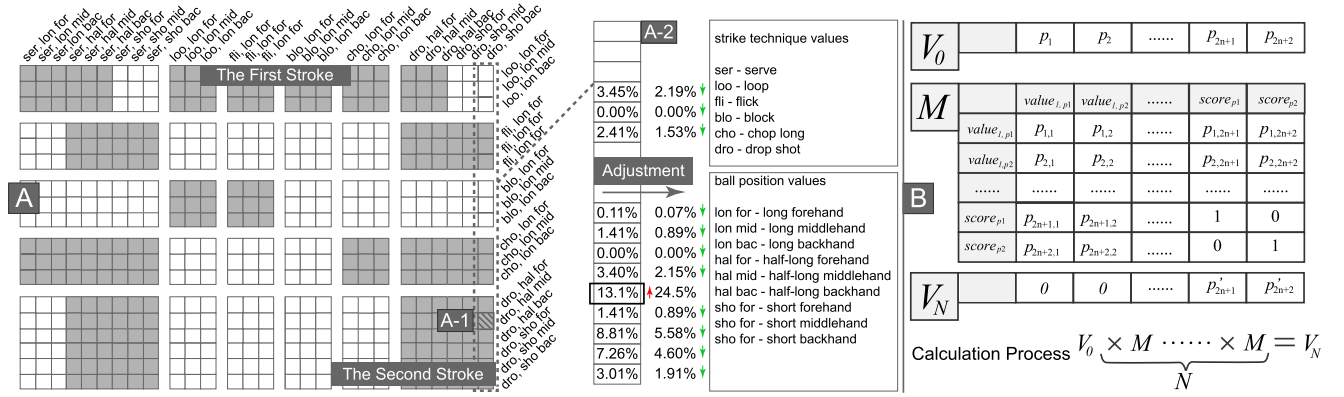 ser, lon for
ser, lon mid
ser, lon bac
ser, hal for
ser, hal mid
ser, hal bac
ser, sho for
ser, sho mid
ser, sho bac
loo, lon for
loo, lon mid
loo, lon bac
fli, lon for
fli, lon mid
fli, lon for
blo, lon for
blo, lon mid
blo, lon bac
cho, lon for
cho, lon mid
cho, lon bac
dro, hal for
dro, hal mid
dro, hal bac
dro, sho for
dro, sho mid
dro, sho bac
The First Stroke
loo, lon for
loo, lon mid
loo, lon bac
fli, lon for
fli, lon for
fli, lon for
blo, lon for
blo, lon mid
blo, lon bac
cho, lon for
cho, lon mid
cho, lon bac
dro, hal for
dro, hal mid
dro, hal bac
dro, sho for
dro, sho mid
dro, sho bac
A
A-1
The Second Stroke
A-2
3.45% 2.19%
0.00% 0.00%
2.41% 1.53%
Adjustment
0.11% 0.07%
1.41% 0.89%
0.00% 0.00%
3.40% 2.15%
13.1% 24.5%
1.41% 0.89%
8.81% 5.58%
7.26% 4.60%
3.01% 1.91%
strike technique values
ser - serve
loo - loop
fli - flick
blo - block
cho - chop long
dro - drop shot
ball position values
lon for - long forehand
lon mid - long middlehand
lon bac - long backhand
hal for - half-long forehand
hal mid - half-long middlehand
hal bac - half-long backhand
sho for - short forehand
sho for - short middlehand
sho for - short backhand
B
V0 p1 p2 ...... p2n+1 p2n+2
M value1, p1 value1, p2 ...... scorep1 scorep2
value1, p1 p1,1 p1,2 ...... p1,2n+1 p1,2n+2
value1,p2 p2,1 p2,2 ...... p2,2n+1 p2,2n+2
...... ...... ...... ...... ...... ......
scorep1 p2n+1,1 p2n+1,2 ...... 1 0
scorep2 p2n+2,1 p2n+2,2 ...... 0 1
VN 0 0 ...... p'2n+1 p'2n+2
Calculation Process V0 × M ······ × M = VN
N